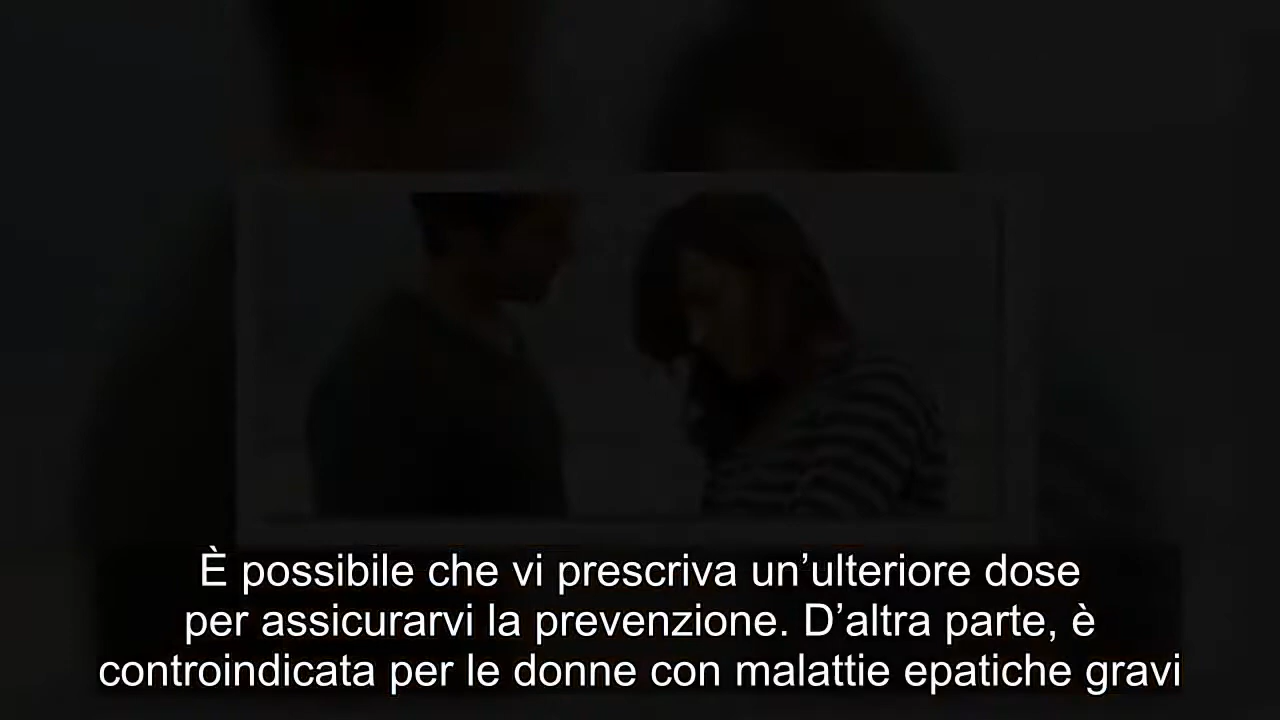 È possibile che vi prescriva un’ulteriore dose
per assicurarvi la prevenzione. D’altra parte, è
controindicata per le donne con malattie epatiche gravi